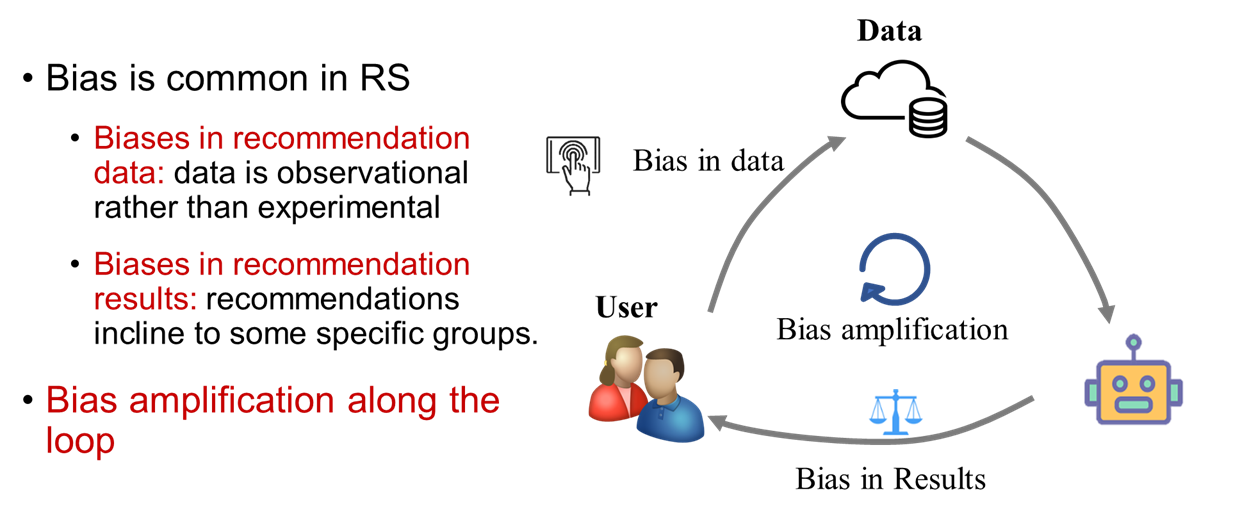 • Bias is common in RS
• Biases in recommendation
data: data is observational
rather than experimental
• Biases in recommendation
results: recommendations
incline to some specific groups.
• Bias amplification along the
loop
Data
Bias in data
User
Bias amplification
Bias in Results